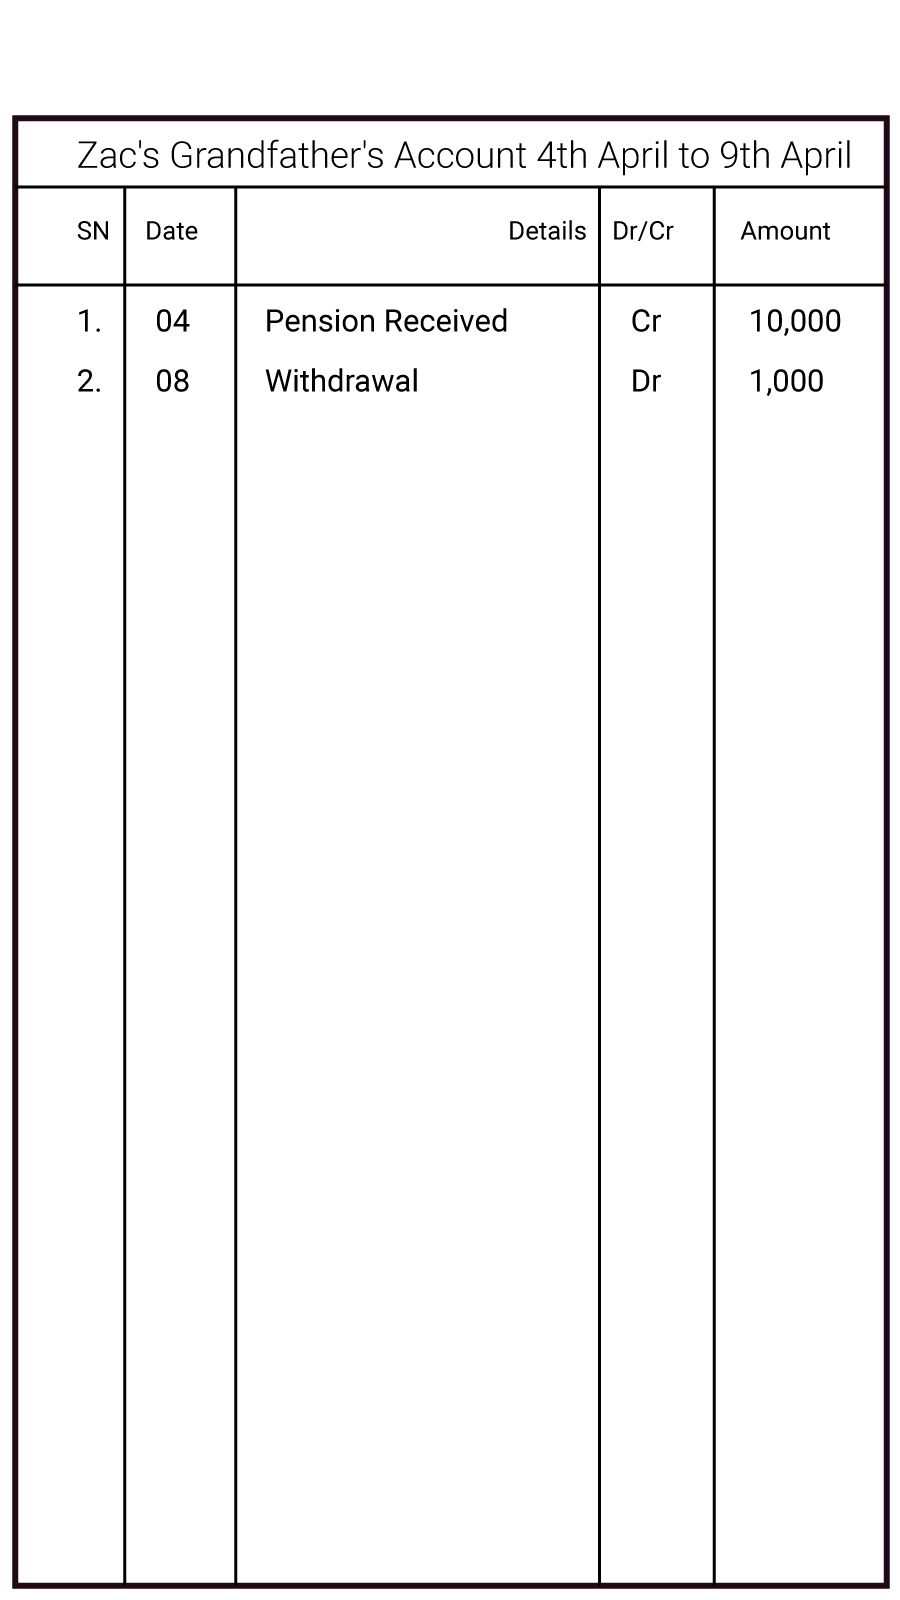 Zac's Grandfather's Account 4th April to 9th April
SN Date Details Dr/Cr Amount
1. 04 Pension Received Cr 10,000
2. 08 Withdrawal Dr 1,000